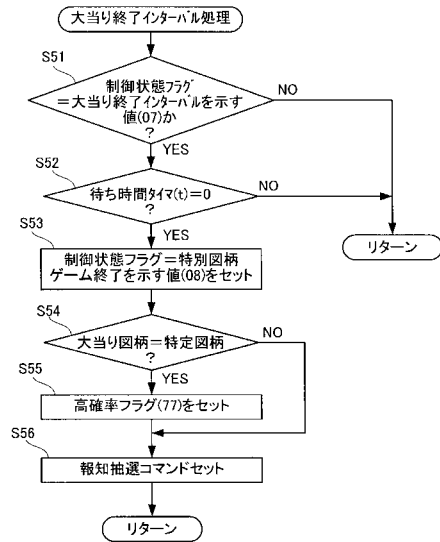 大当り終了インターバル処理
S51
制御状態フラグ
=大当り終了インターバルを示す
値(07)か
?
NO
YES
S52
待ち時間タイマ(t)=0
?
NO
YES
リターン
S53
制御状態フラグ=特別図柄
ゲーム終了を示す値(08)をセット
S54
大当り図柄=特定図柄
?
NO
YES
S55
高確率フラグ(77)をセット
S56
報知抽選コマンドセット
リターン